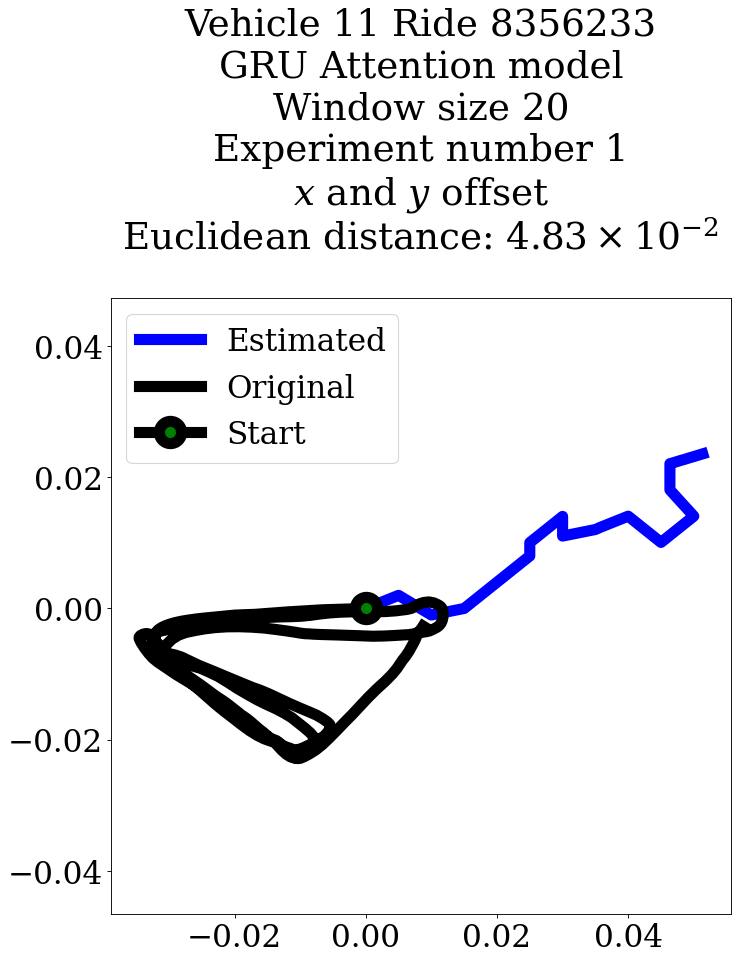 Vehicle 11 Ride 8356233
GRU Attention model
Window size 20
Experiment number 1
x and y offset
Euclidean distance: 4.83 × 10⁻²
Estimated
Original
Start
0.04
0.02
0.00
−0.02
−0.04
−0.02 0.00 0.02 0.04